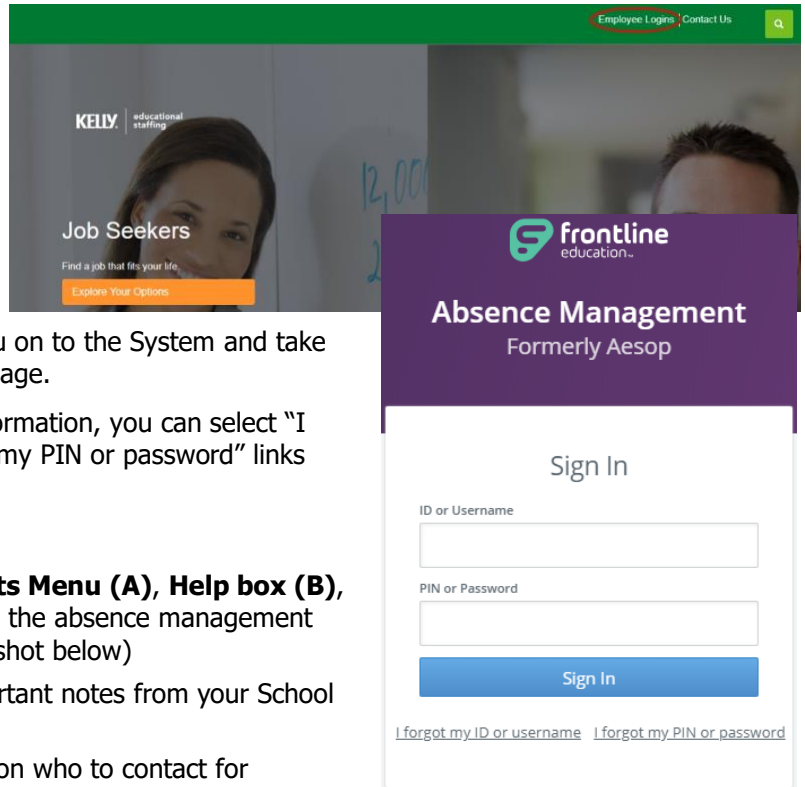 Employee Logins Contact Us
KELLY. educational
staffing
12,00
Job Seekers
Find a job that fits your life.
Explore Your Options
frontline
education™
Absence Management
Formerly Aesop
u on to the System and take
age.
ormation, you can select “I
my PIN or password” links
ts Menu (A), Help box (B),
the absence management
shot below)
rtant notes from your School
on who to contact for
Sign In
ID or Username
PIN or Password
Sign In
I forgot my ID or username I forgot my PIN or password